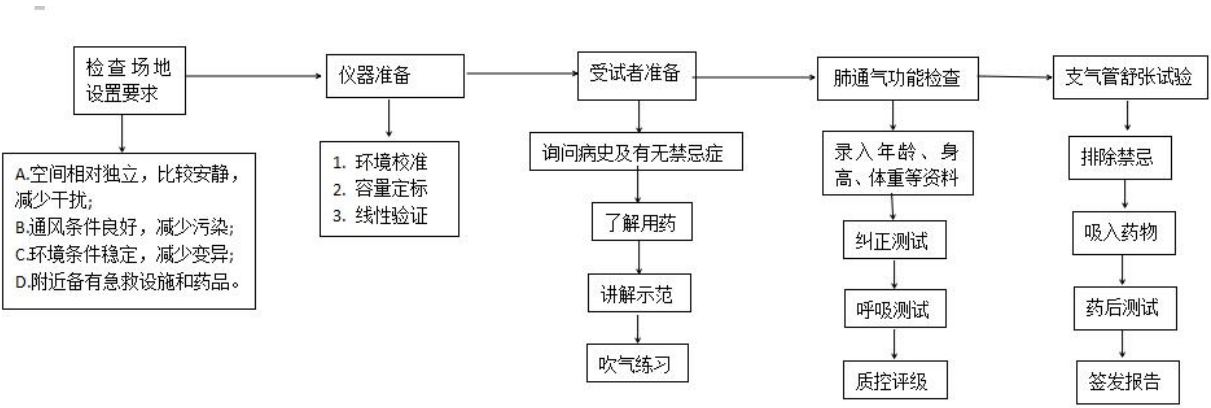 检查场地
设置要求
A.空间相对独立，比较安静，
减少干扰;
B.通风条件良好，减少污染;
C.环境条件稳定，减少变异;
D.附近备有急救设施和药品。
仪器准备
1. 环境校准
2. 容量定标
3. 线性验证
受试者准备
询问病史及有无禁忌症
了解用药
讲解示范
吹气练习
肺通气功能检查
录入年龄、身
高、体重等资料
纠正测试
呼吸测试
质控评级
支气管舒张试验
排除禁忌
吸入药物
药后测试
签发报告